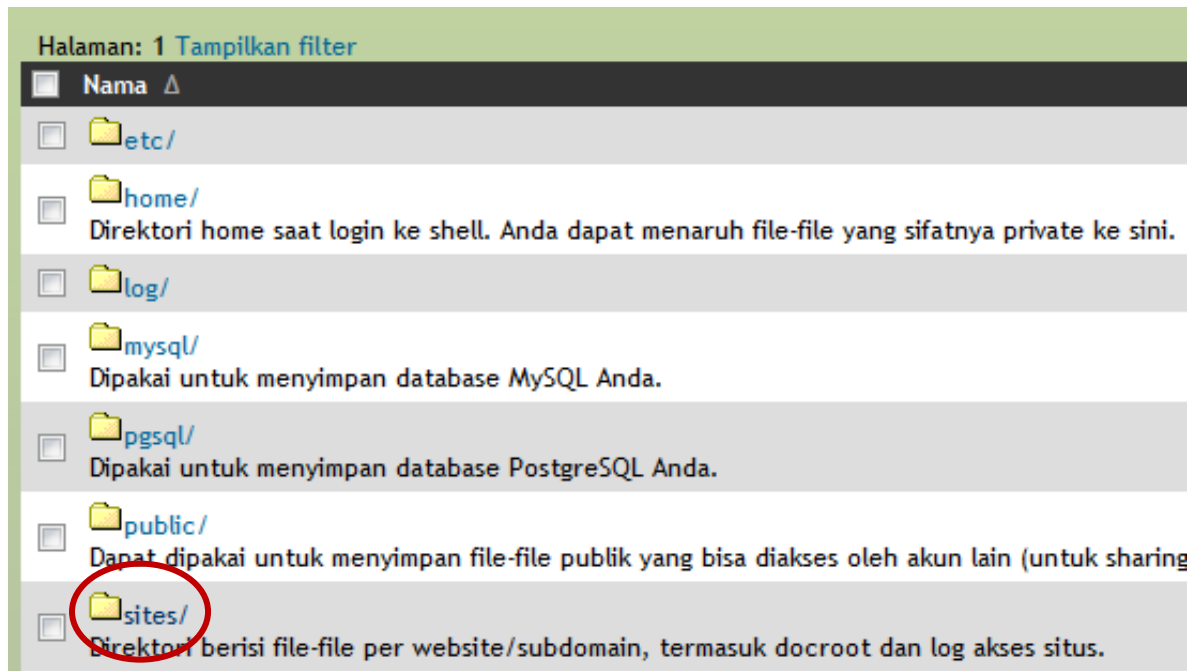 Halaman: 1 Tampilkan filter
Nama Δ
etc/
home/
Direktori home saat login ke shell. Anda dapat menaruh file-file yang sifatnya private ke sini.
log/
mysql/
Dipakai untuk menyimpan database MySQL Anda.
pgsql/
Dipakai untuk menyimpan database PostgreSQL Anda.
public/
Dapat dipakai untuk menyimpan file-file publik yang bisa diakses oleh akun lain (untuk sharing
sites/
Direktori berisi file-file per website/subdomain, termasuk docroot dan log akses situs.